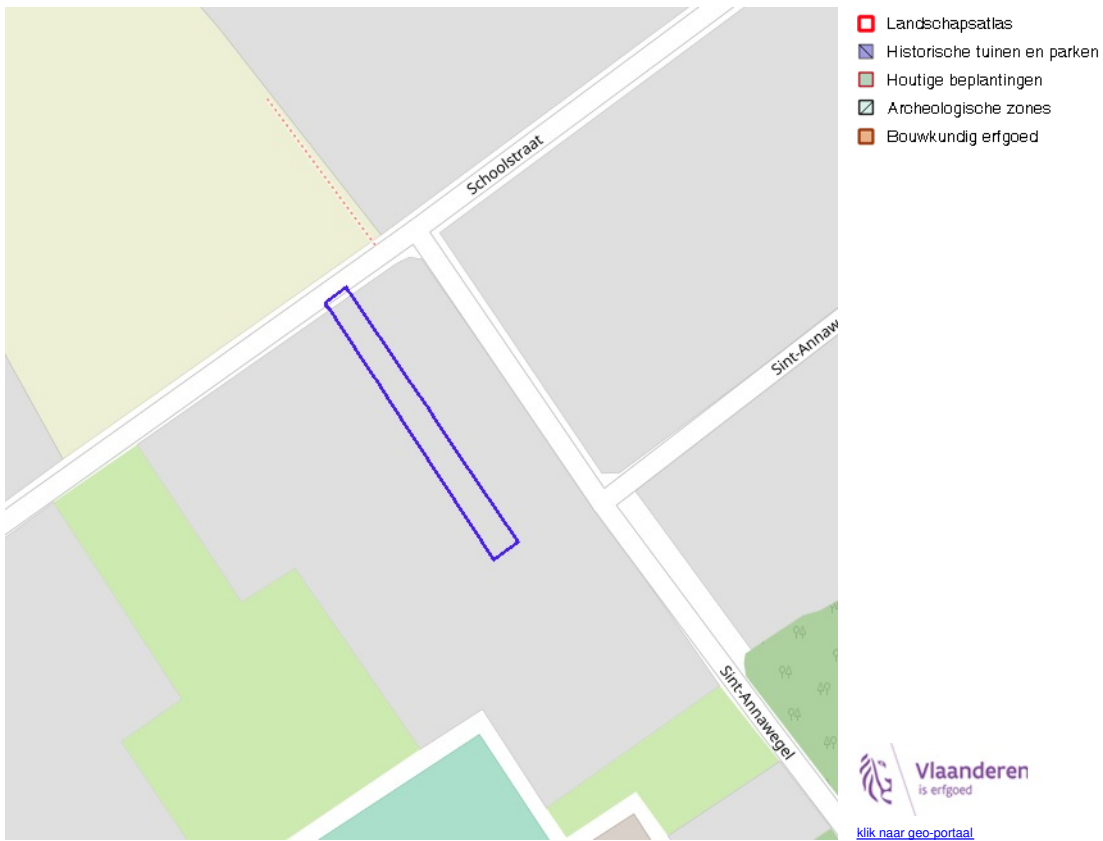 Landschapsatlas
Historische tuinen en parken
Houtige beplantingen
Archeologische zones
Bouwkundig erfgoed
Schoolstraat
Sint-Annaw
Sint-Annawegel
Vlaanderen
is erfgoed
klik naar geo-portaal